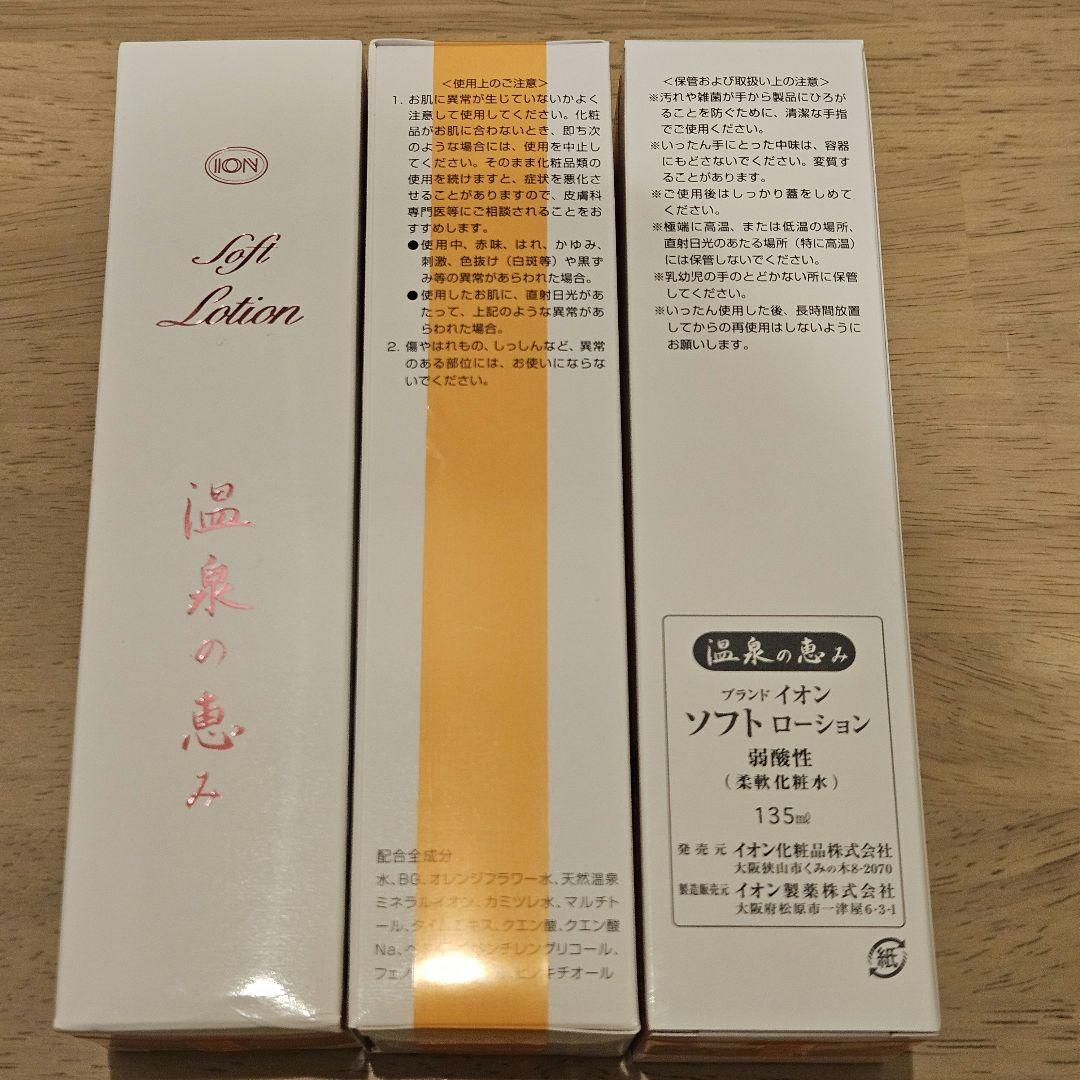 ION
Soft
Lotion
温泉の恵み
＜使用上のご注意＞
1. お肌に異常が生じていないかよく
注意して使用してください。化粧
品がお肌に合わないとき、即ち次
のような場合には、使用を中止し
てください。そのまま化粧品類の
使用を続けますと、症状を悪化さ
せることがありますので、皮膚科
専門医等にご相談されることをお
すすめします。
●使用中、赤味、はれ、かゆみ、
刺激、色抜け（白斑等）や黒ず
み等の異常があらわれた場合。
●使用したお肌に、直射日光があ
たって、上記のような異常があ
らわれた場合。
2. 傷やはれもの、しっしんなど、異常
のある部位には、お使いにならな
いでください。
配合全成分
水、BG、オレンジフラワー水、天然温泉
ミネラルイオン、カミツレ水、マルチト
ール、タイムエキス、クエン酸、クエン酸
Na、ペンチレングリコール、
フェノ ヒノキチオール
＜保管および取扱い上の注意＞
※汚れや雑菌が手から製品にひろが
ることを防ぐために、清潔な手指
でご使用ください。
※いったん手にとった中味は、容器
にもどさないでください。変質す
ることがあります。
※ご使用後はしっかり蓋をしめて
ください。
※極端に高温、または低温の場所、
直射日光のあたる場所（特に高温）
には保管しないでください。
※乳幼児の手のとどかない所に保管
してください。
※いったん使用した後、長時間放置
してからの再使用はしないように
お願いします。
温泉の恵み
ブランド イオン
ソフト ローション
弱酸性
（柔軟化粧水）
135㎖
発売元 イオン化粧品株式会社
大阪狭山市くみの木8-2070
製造販売元 イオン製薬株式会社
大阪府松原市一津屋6-3-1
紙